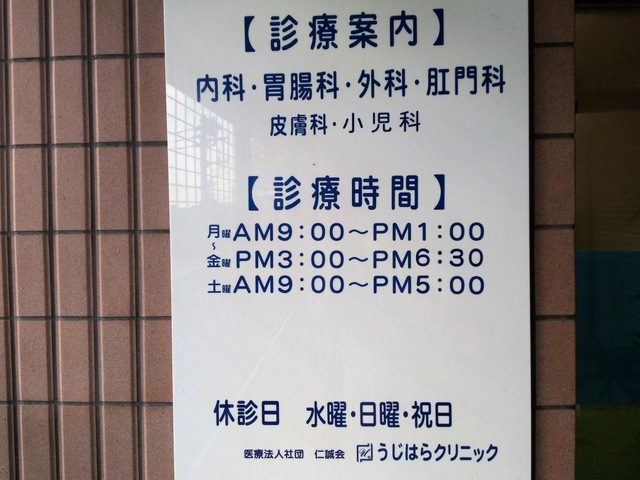 【診療案内】
内科・胃腸科・外科・肛門科
皮膚科・小児科
【診療時間】
月曜 AM9:00～PM1:00
～
金曜 PM3:00～PM6:30
土曜 AM9:00～PM5:00
休診日 水曜・日曜・祝日
医療法人社団 仁誠会 うじはらクリニック